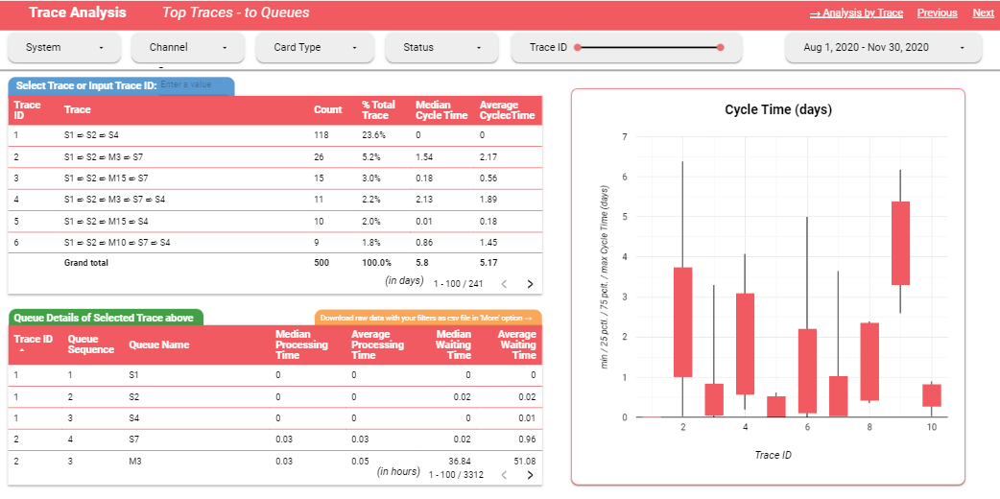 Trace Analysis Top Traces - to Queues → Analysis by Trace Previous Next
System Channel Card Type Status Trace ID Aug 1, 2020 - Nov 30, 2020
Select Trace or Input Trace ID: Enter a value
Trace ID Trace Count % Total Trace Median Cycle Time Average CyclecTime
1 S1 ⇨ S2 ⇨ S4 118 23.6% 0 0
2 S1 ⇨ S2 ⇨ M3 ⇨ S7 26 5.2% 1.54 2.17
3 S1 ⇨ S2 ⇨ M15 ⇨ S7 15 3.0% 0.18 0.56
4 S1 ⇨ S2 ⇨ M3 ⇨ S7 ⇨ S4 11 2.2% 2.13 1.89
5 S1 ⇨ S2 ⇨ M15 ⇨ S4 10 2.0% 0.01 0.18
6 S1 ⇨ S2 ⇨ M10 ⇨ S7 ⇨ S4 9 1.8% 0.86 1.45
Grand total 500 100.0% 5.8 5.17
(in days) 1 - 100 / 241 < >
Queue Details of Selected Trace above Download raw data with your filters as csv file in 'More' option →
Trace ID Queue Sequence Queue Name Median Processing Time Average Processing Time Median Waiting Time Average Waiting Time
1 1 S1 0 0 0 0
1 2 S2 0 0 0.02 0.02
1 3 S4 0 0 0 0.01
2 4 S7 0.03 0.03 0.02 0.96
2 3 M3 0.03 0.05 36.84 51.08
(in hours) 1 - 100 / 3312 < >
Cycle Time (days)
min / 25 pctl. / 75 pctl. / max Cycle Time (days)
7
6
5
4
3
2
1
0
2 4 6 8 10
Trace ID